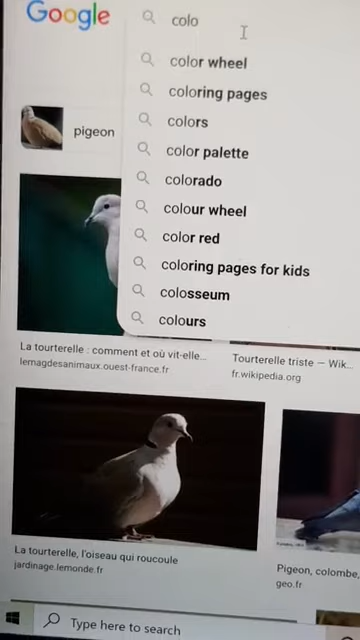 Google
colo
color wheel
coloring pages
colors
color palette
colorado
colour wheel
color red
coloring pages for kids
colosseum
colours
pigeon
La tourterelle : comment et où vit-elle...
lemagdesanimaux.ouest-france.fr
Tourterelle triste — Wik...
fr.wikipedia.org
La tourterelle, l'oiseau qui roucoule
jardinage.lemonde.fr
Pigeon, colombe,
geo.fr
Type here to search